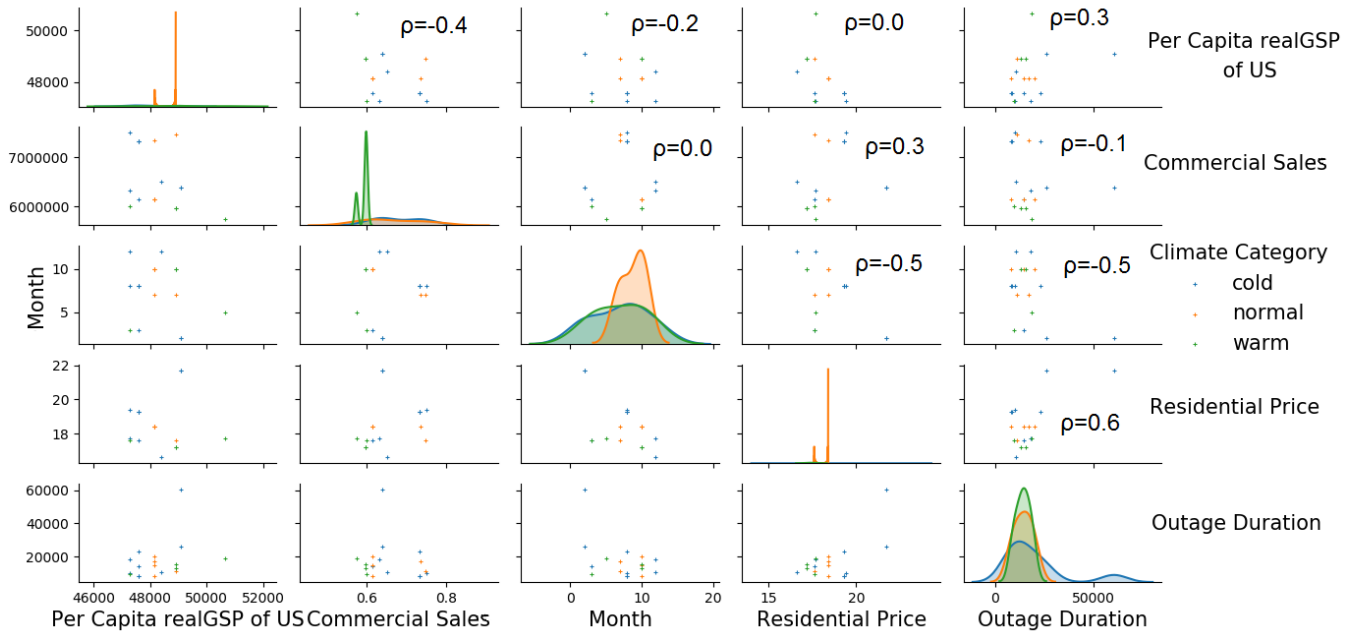 50000
48000
ρ=-0.4
ρ=-0.2
ρ=0.0
ρ=0.3
Per Capita realGSP
of US
7000000
6000000
ρ=0.0
ρ=0.3
ρ=-0.1
Commercial Sales
Month
10
5
ρ=-0.5
ρ=-0.5
Climate Category
cold
normal
warm
22
20
18
ρ=0.6
Residential Price
60000
40000
20000
Outage Duration
46000
48000
50000
52000
0.6
0.8
0
10
20
15
20
0
50000
Per Capita realGSP of US
Commercial Sales
Month
Residential Price
Outage Duration